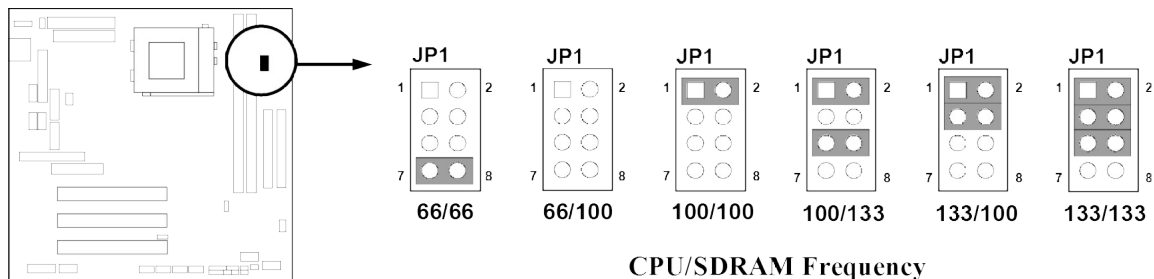 JP1 JP1 JP1 JP1 JP1 JP1
1 2 1 2 1 2 1 2 1 2 1 2
7 8 7 8 7 8 7 8 7 8 7 8
66/66 66/100 100/100 100/133 133/100 133/133
CPU/SDRAM Frequency